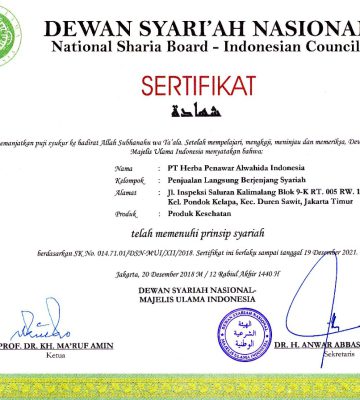 DEWAN SYARI'AH NASIONAL
National Sharia Board - Indonesian Council
SERTIFIKAT
شهادة
memanjatkan puji syukur ke hadirat Allah Subhanahu wa Ta'ala. Setelah mempelajari, mengkaji, meninjau dan memeriksa,
Majelis Ulama Indonesia menyatakan bahwa:
Nama : PT Herba Penawar Alwahida Indonesia
Kelompok : Penjualan Langsung Berjenjang Syariah
Alamat : Jl. Inspeksi Saluran Kalimalang Blok 9-K RT. 005 RW. 1
Kel. Pondok Kelapa, Kec. Duren Sawit, Jakarta Timur
Produk : Produk Kesehatan
telah memenuhi prinsip syariah
berdasarkan SK No. 014.71.01/DSN-MUI/XII/2018. Sertifikat ini berlaku sampai tanggal 19 Desember 2021.
Jakarta, 20 Desember 2018 M / 12 Rabiul Akhir 1440 H
DEWAN SYARIAH NASIONAL-
MAJELIS ULAMA INDONESIA
الهيئة
الشرعية
الوطنية
PROF. DR. KH. MA'RUF AMIN
Ketua
DR. H. ANWAR ABBAS
Sekretaris